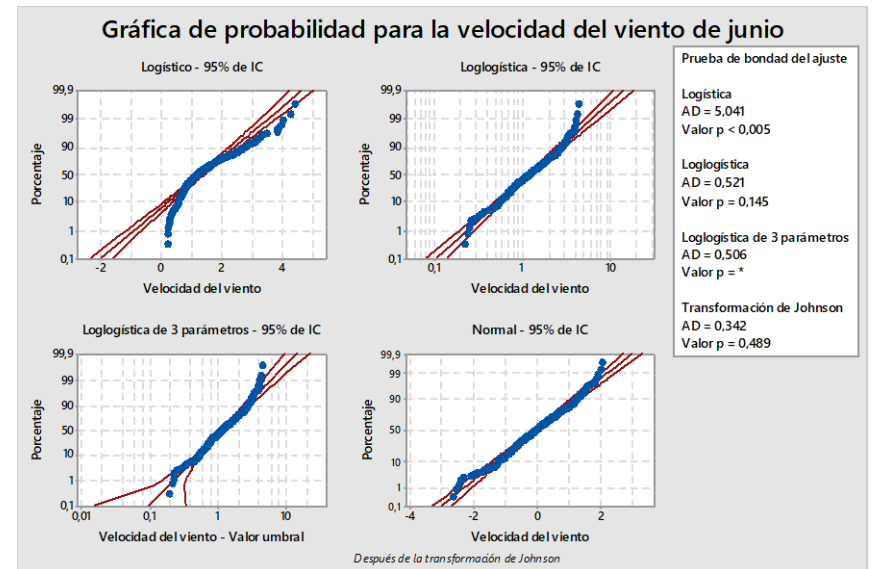 Gráfica de probabilidad para la velocidad del viento de junio
Logístico - 95% de IC
99,9
99
90
50
10
1
0,1
Porcentaje
-2 0 2 4
Velocidad del viento
Loglogística - 95% de IC
99,9
99
90
50
10
1
0,1
Porcentaje
0,1 1 10
Velocidad del viento
Loglogística de 3 parámetros - 95% de IC
99,9
99
90
50
10
1
0,1
Porcentaje
0,01 0,1 1 10
Velocidad del viento - Valor umbral
Normal - 95% de IC
99,9
99
90
50
10
1
0,1
Porcentaje
-4 -2 0 2
Velocidad del viento
Después de la transformación de Johnson
Prueba de bondad del ajuste
Logística
AD = 5,041
Valor p < 0,005
Loglogística
AD = 0,521
Valor p = 0,145
Loglogística de 3 parámetros
AD = 0,506
Valor p = *
Transformación de Johnson
AD = 0,342
Valor p = 0,489